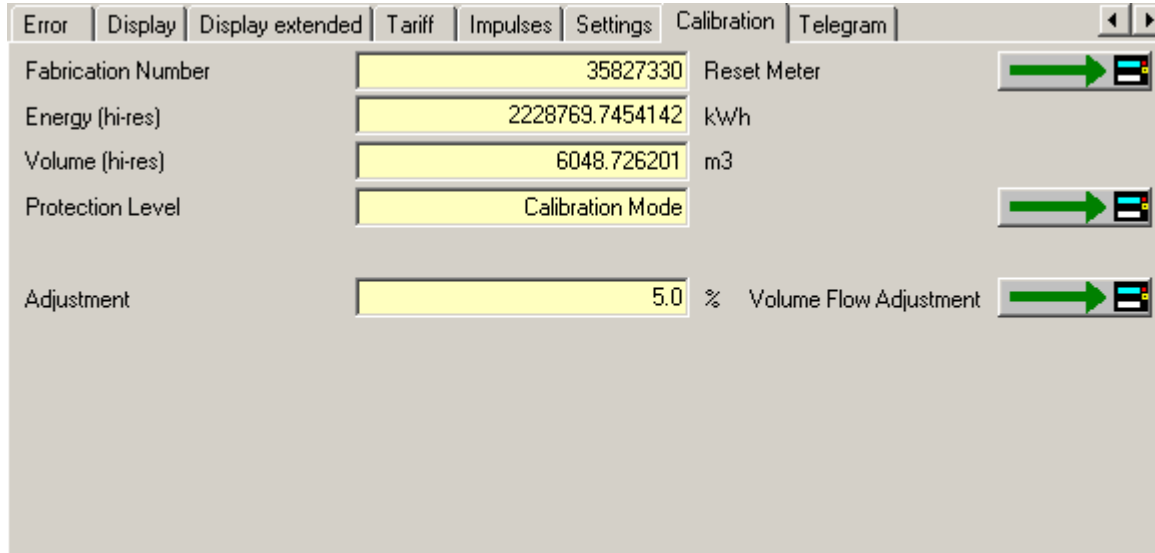 Error Display Display extended Tariff Impulses Settings Calibration Telegram
Fabrication Number 35827330 Reset Meter
Energy (hi-res) 2228769.7454142 kWh
Volume (hi-res) 6048.726201 m3
Protection Level Calibration Mode
Adjustment 5.0 % Volume Flow Adjustment